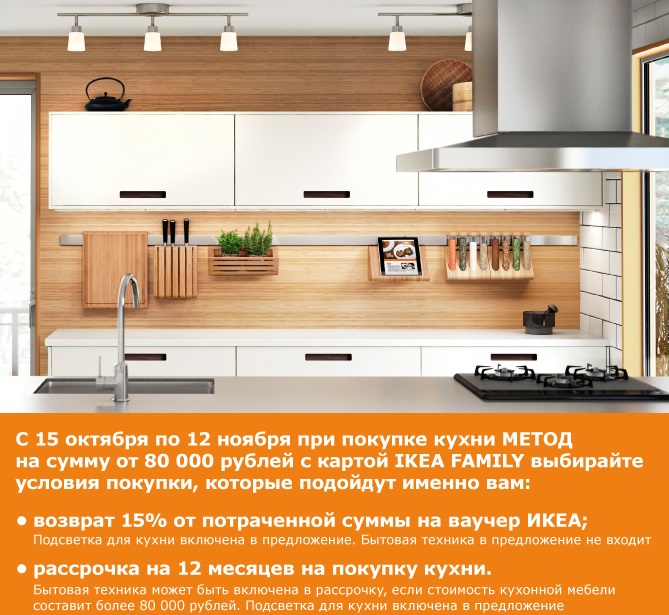 С 15 октября по 12 ноября при покупке кухни МЕТОД
на сумму от 80 000 рублей с картой IKEA FAMILY выбирайте
условия покупки, которые подойдут именно вам:
• возврат 15% от потраченной суммы на ваучер ИКЕА;
Подсветка для кухни включена в предложение. Бытовая техника в предложение не входит
• рассрочка на 12 месяцев на покупку кухни.
Бытовая техника может быть включена в рассрочку, если стоимость кухонной мебели
составит более 80 000 рублей. Подсветка для кухни включена в предложение